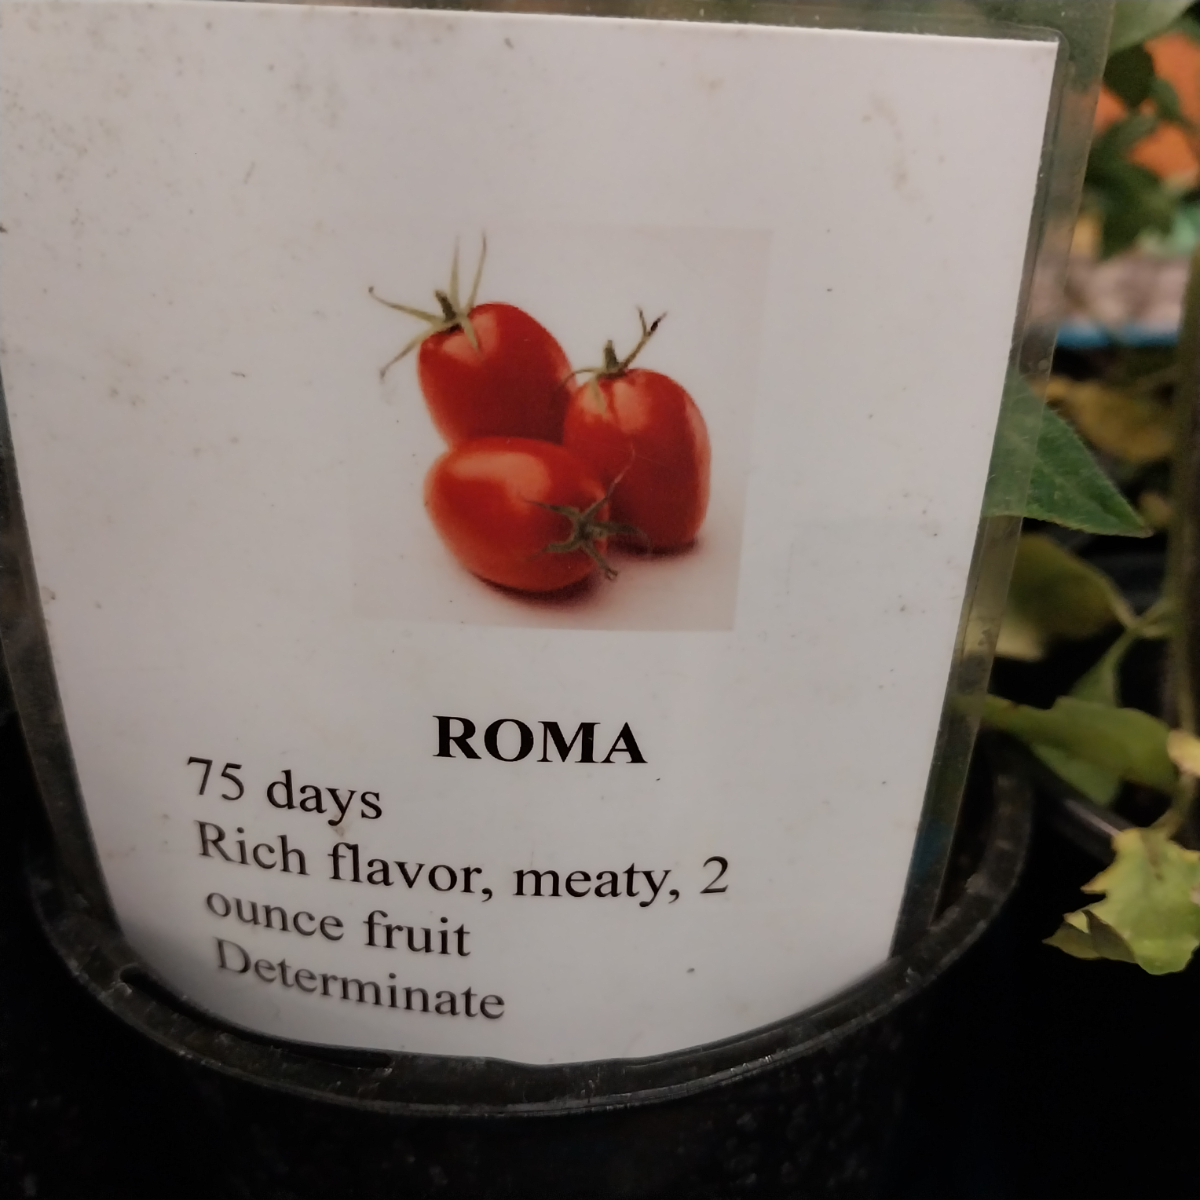 ROMA
75 days
Rich flavor, meaty, 2
ounce fruit
Determinate